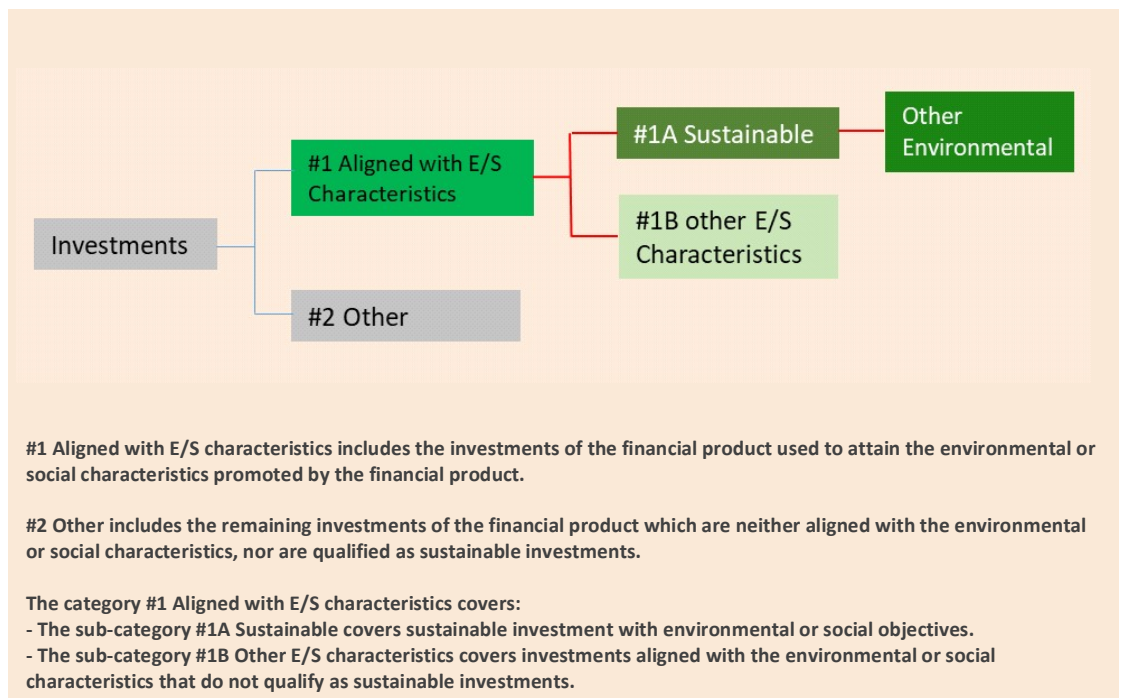 Investments
#1 Aligned with E/S
Characteristics
#2 Other
#1A Sustainable
#1B other E/S
Characteristics
Other
Environmental
#1 Aligned with E/S characteristics includes the investments of the financial product used to attain the environmental or
social characteristics promoted by the financial product.
#2 Other includes the remaining investments of the financial product which are neither aligned with the environmental
or social characteristics, nor are qualified as sustainable investments.
The category #1 Aligned with E/S characteristics covers:
- The sub-category #1A Sustainable covers sustainable investment with environmental or social objectives.
- The sub-category #1B Other E/S characteristics covers investments aligned with the environmental or social
characteristics that do not qualify as sustainable investments.